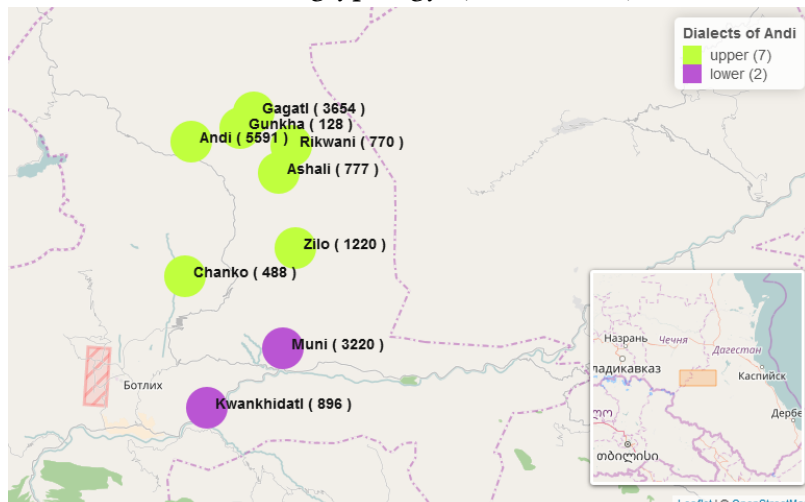 Dialects of Andi
upper (7)
lower (2)
Gagatl ( 3654 )
Gunkha ( 128 )
Andi ( 5591 )
Rikwani ( 770 )
Ashali ( 777 )
Zilo ( 1220 )
Chanko ( 488 )
Muni ( 3220 )
Ботлих
Kwankhidatl ( 896 )
Назрань
Чечня
Дагестан
ладикавказ
Каспийск
Дербе
თბილისი